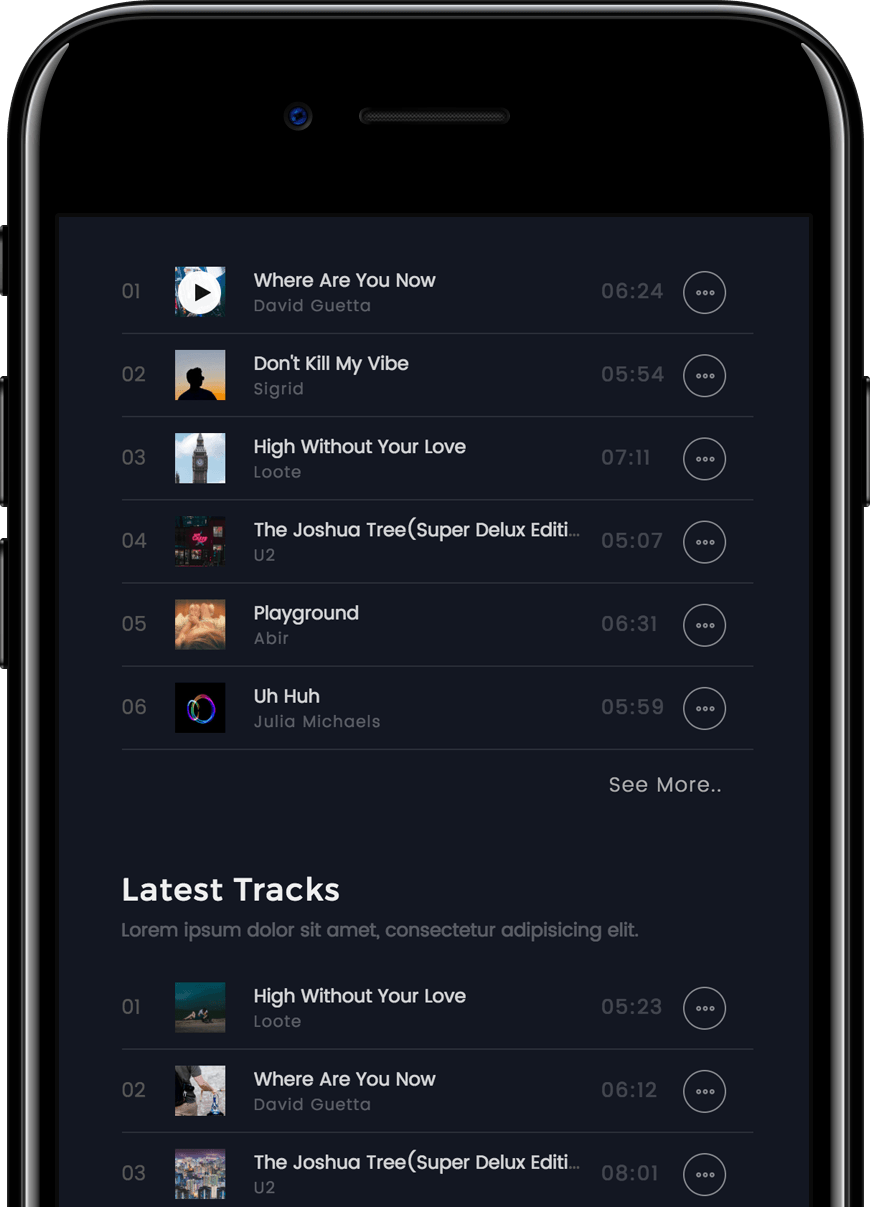 01 Where Are You Now 06:24
David Guetta
02 Don't Kill My Vibe 05:54
Sigrid
03 High Without Your Love 07:11
Loote
04 The Joshua Tree(Super Delux Editi... 05:07
U2
05 Playground 06:31
Abir
06 Uh Huh 05:59
Julia Michaels
See More..
Latest Tracks
Lorem ipsum dolor sit amet, consectetur adipisicing elit.
01 High Without Your Love 05:23
Loote
02 Where Are You Now 06:12
David Guetta
03 The Joshua Tree(Super Delux Editi... 08:01
U2